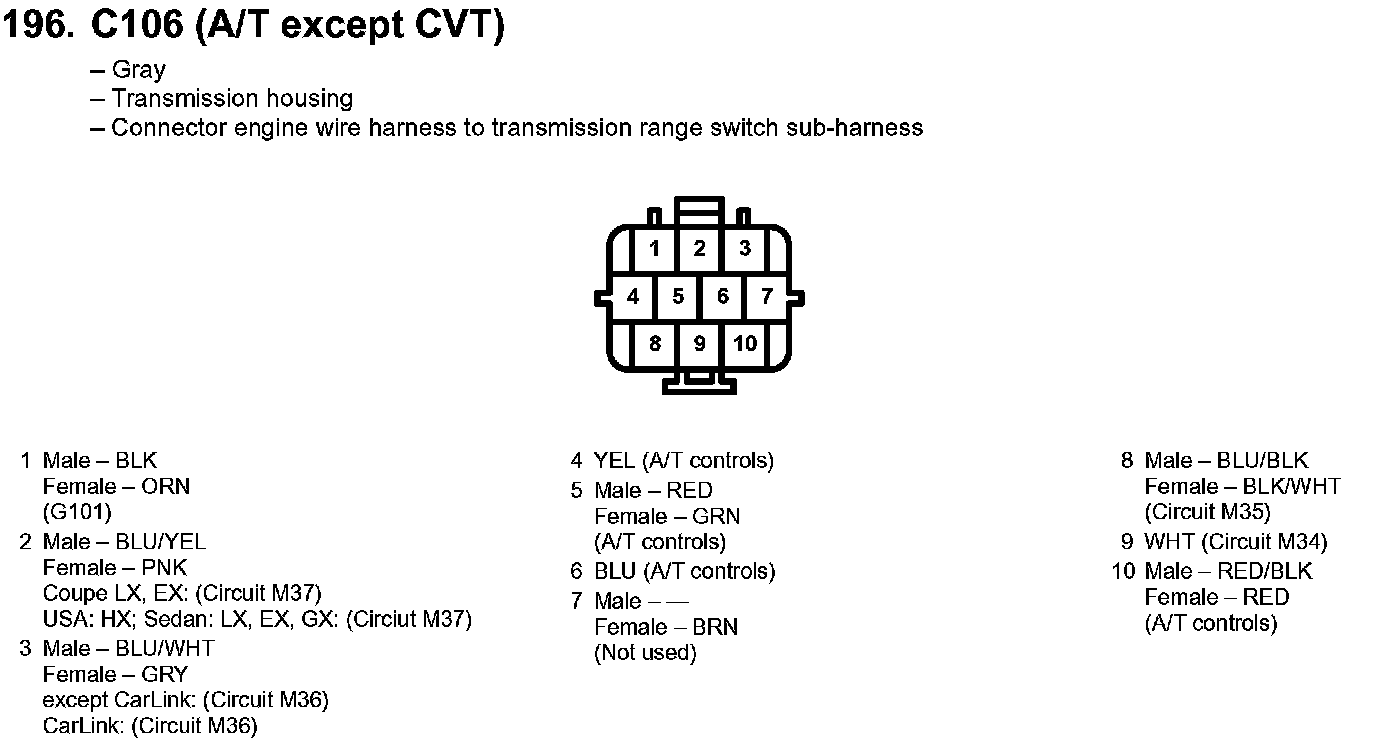 196. C106 (A/T except CVT)
– Gray
– Transmission housing
– Connector engine wire harness to transmission range switch sub-harness
1 2 3
4 5 6 7
8 9 10
1 Male – BLK
Female – ORN
(G101)
2 Male – BLU/YEL
Female – PNK
Coupe LX, EX: (Circuit M37)
USA: HX; Sedan: LX, EX, GX: (Circiut M37)
3 Male – BLU/WHT
Female – GRY
except CarLink: (Circuit M36)
CarLink: (Circuit M36)
4 YEL (A/T controls)
5 Male – RED
Female – GRN
(A/T controls)
6 BLU (A/T controls)
7 Male – —
Female – BRN
(Not used)
8 Male – BLU/BLK
Female – BLK/WHT
(Circuit M35)
9 WHT (Circuit M34)
10 Male – RED/BLK
Female – RED
(A/T controls)